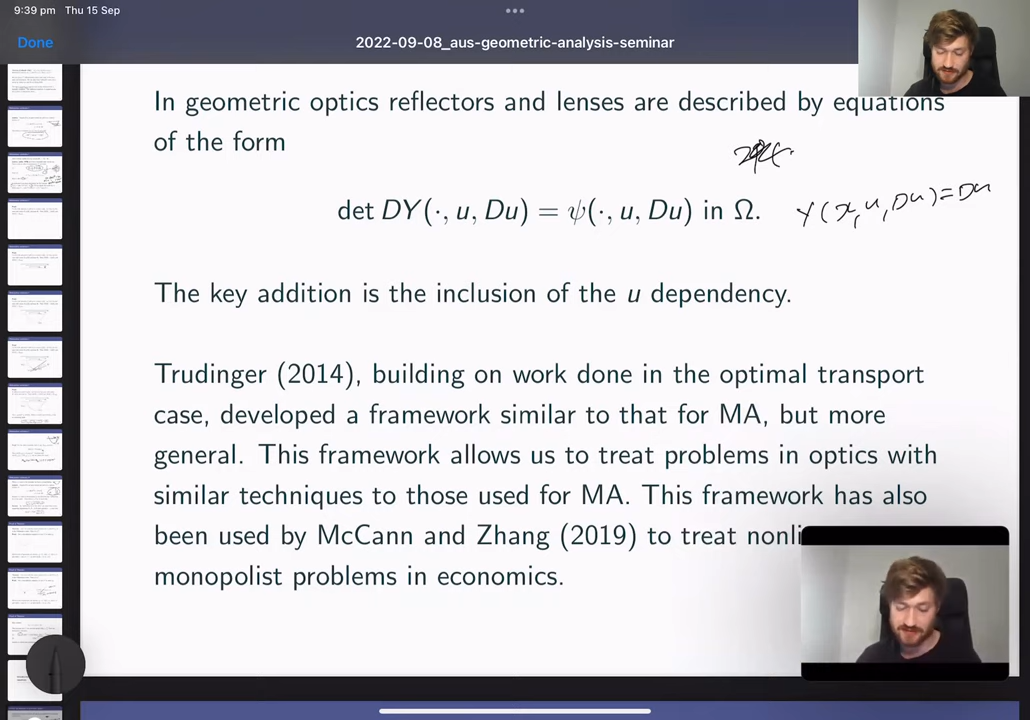 9:39 pm Thu 15 Sep
Done
2022-09-08_aus-geometric-analysis-seminar
In geometric optics reflectors and lenses are described by equations
of the form
det DY(·, u, Du) = ψ(·, u, Du) in Ω.
Y(x, u, Du) = Du
The key addition is the inclusion of the u dependency.
Trudinger (2014), building on work done in the optimal transport
case, developed a framework similar to that for MA, but more
general. This framework allows us to treat problems in optics with
similar techniques to those used for MA. This framework has also
been used by McCann and Zhang (2019) to treat
monopolist problems in economics.